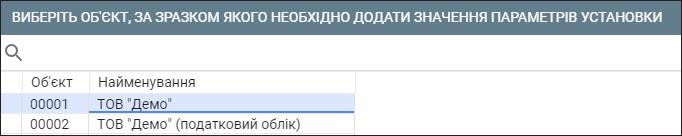 ВИБЕРІТЬ ОБ'ЄКТ, ЗА ЗРАЗКОМ ЯКОГО НЕОБХІДНО ДОДАТИ ЗНАЧЕННЯ ПАРАМЕТРІВ УСТАНОВКИ
Об'єкт Найменування
00001 ТОВ "Демо"
00002 ТОВ "Демо" (податковий облік)